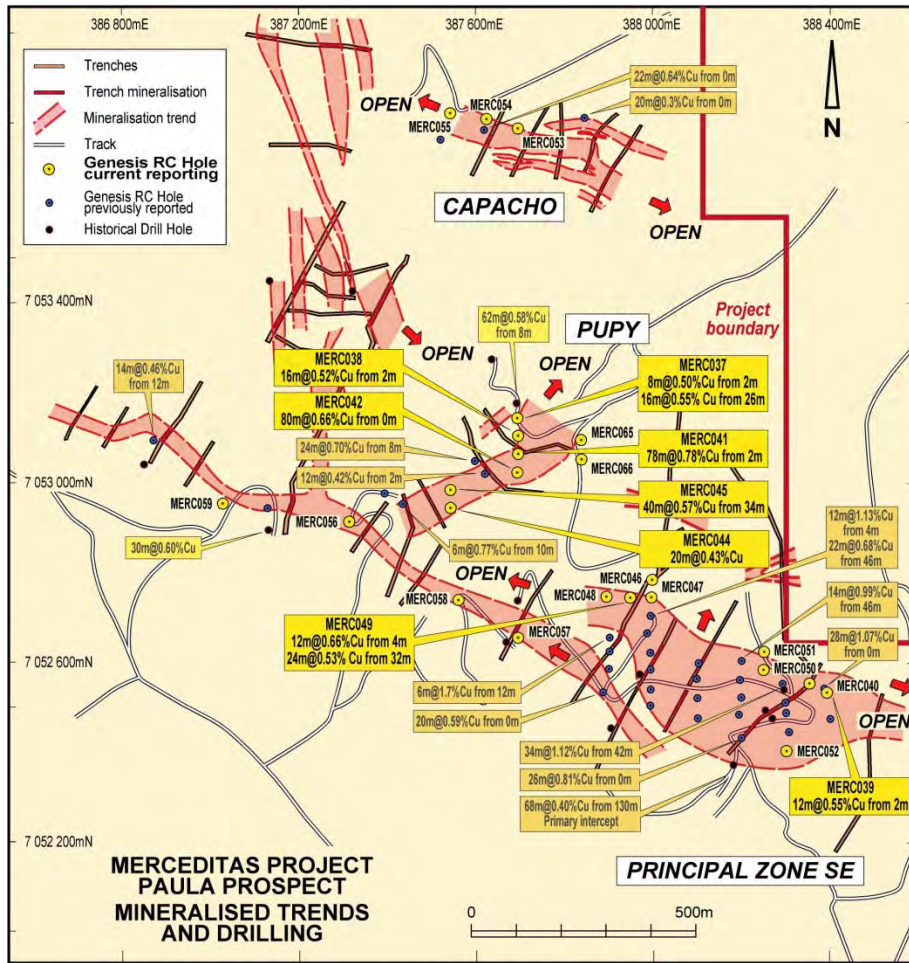 386 800mE
387 200mE
387 600mE
388 000mE
388 400mE
Trenches
Trench mineralisation
Mineralisation trend
Track
Genesis RC Hole
current reporting
Genesis RC Hole
previously reported
Historical Drill Hole
N
22m@0.64%Cu from 0m
20m@0.3%Cu from 0m
OPEN
MERC054
MERC055
MERC053
CAPACHO
OPEN
7 053 400mN
Project
boundary
62m@0.58%Cu
from 8m
PUPY
OPEN
OPEN
MERC038
16m@0.52%Cu from 2m
MERC037
8m@0.50%Cu from 2m
16m@0.55%Cu from 26m
14m@0.46%Cu
from 12m
MERC042
80m@0.66%Cu from 0m
MERC065
MERC041
78m@0.78%Cu from 2m
24m@0.70%Cu from 8m
MERC066
12m@0.42%Cu from 2m
7 053 000mN
MERC045
40m@0.57%Cu from 34m
MERC059
MERC056
12m@1.13%Cu
from 4m
22m@0.68%Cu
from 46m
30m@0.60%Cu
6m@0.77%Cu from 10m
MERC044
20m@0.43%Cu
OPEN
MERC046
MERC047
MERC048
MERC058
14m@0.99%Cu
from 46m
MERC049
12m@0.66%Cu from 4m
24m@0.53% Cu from 32m
MERC057
28m@1.07%Cu
from 0m
MERC051
MERC050
7 052 600mN
MERC040
6m@1.7%Cu from 12m
OPEN
20m@0.59%Cu from 0m
34m@1.12%Cu from 42m
MERC052
26m@0.81%Cu from 0m
MERC039
12m@0.55%Cu from 2m
68m@0.40%Cu from 130m
Primary intercept
7 052 200mN
MERCEDITAS PROJECT
PAULA PROSPECT
MINERALISED TRENDS
AND DRILLING
PRINCIPAL ZONE SE
0
500m